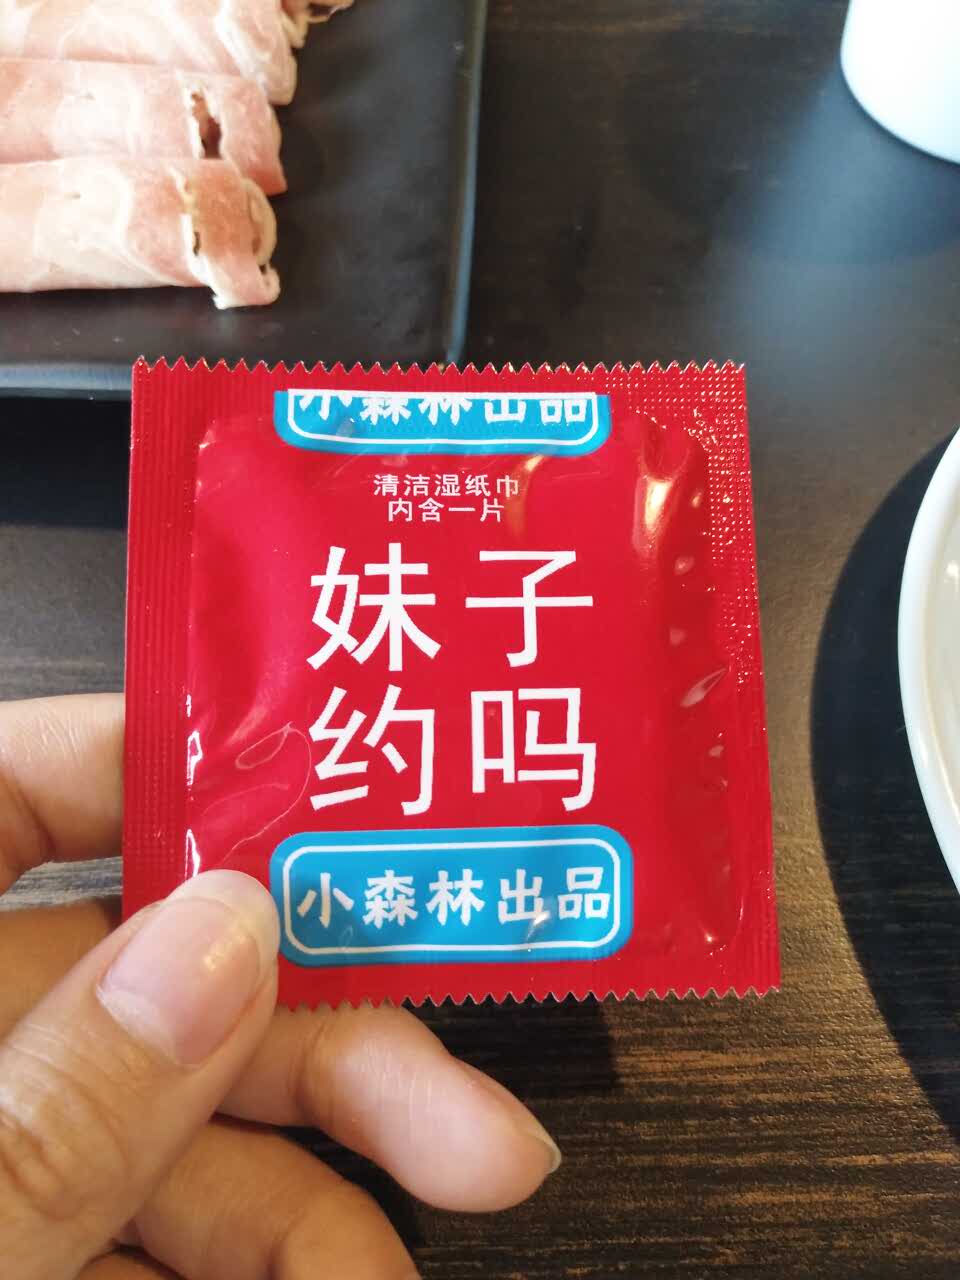 小森林出品
清洁湿纸巾
内含一片
妹子
约吗
小森林出品